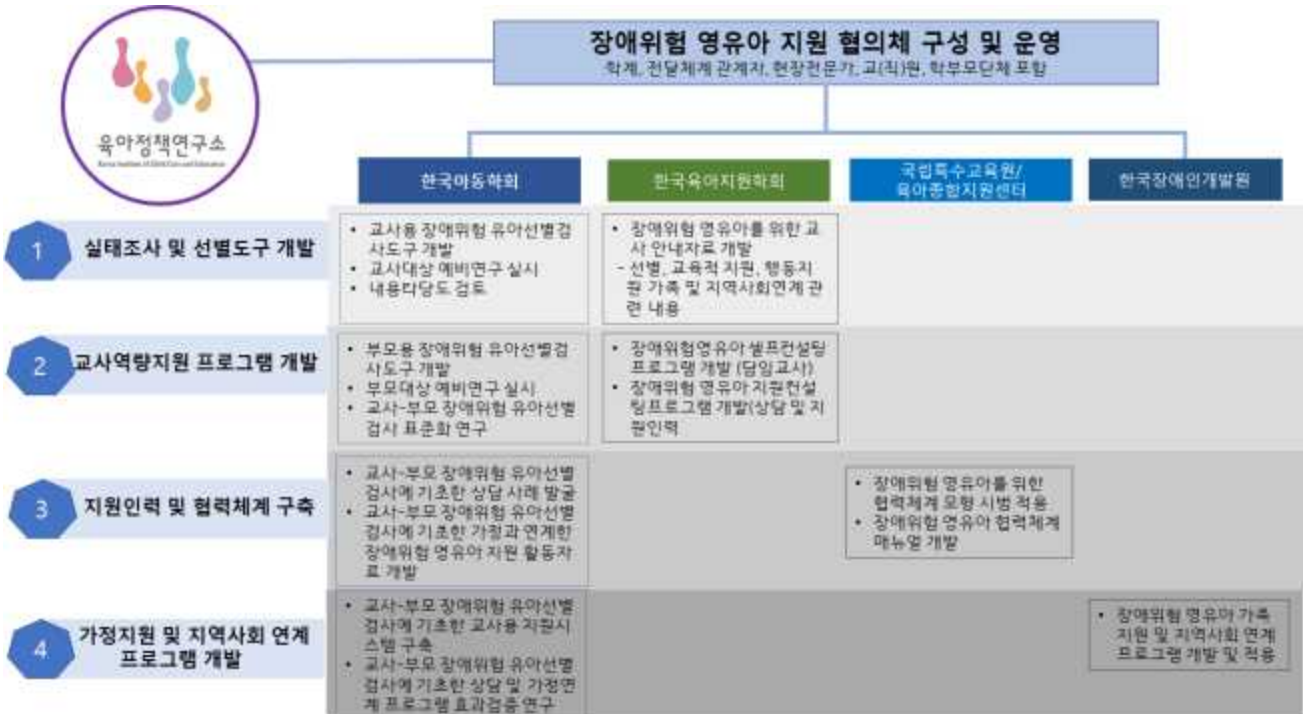 장애위험 영유아 지원 협의체 구성 및 운영
학계, 전달체계 관계자, 현장전문가, 교(직)원, 학부모단체 포함
육아정책연구소
Korea Institute of Child Care and Education
한국아동학회
한국육아지원학회
국립특수교육원/
육아종합지원센터
한국장애인개발원
1
실태조사 및 선별도구 개발
• 교사용 장애위험 유아선별검
사도구 개발
• 교사대상 예비연구 실시
• 내용타당도 검토
• 장애위험 영유아를 위한 교
사 안내자료 개발
- 선별, 교육적 지원, 행동지
원 가족 및 지역사회연계 관
련 내용
2
교사역량지원 프로그램 개발
• 부모용 장애위험 유아선별검
사도구 개발
• 부모대상 예비연구 실시
• 교사-부모 장애위험 유아선별
검사 표준화 연구
• 장애위험영유아 셀프컨설팅
프로그램 개발 (담임교사)
• 장애위험 영유아 지원컨설
팅프로그램 개발(상담 및 지
원인력
3
지원인력 및 협력체계 구축
• 교사-부모 장애위험 유아선별
검사에 기초한 상담 사례 발굴
• 교사-부모 장애위험 유아선별
검사에 기초한 가정과 연계한
장애위험 영유아 지원 활동자
료 개발
• 장애위험 영유아를 위한
협력체계 모형 시범 적용
• 장애위험 영유아 협력체계
매뉴얼 개발
4
가정지원 및 지역사회 연계
프로그램 개발
• 교사-부모 장애위험 유아선별
검사에 기초한 교사용 지원시
스템 구축
• 교사-부모 장애위험 유아선별
검사에 기초한 상담 및 가정연
계 프로그램 효과검증 연구
• 장애위험 영유아 가족
지원 및 지역사회 연계
프로그램 개발 및 적용